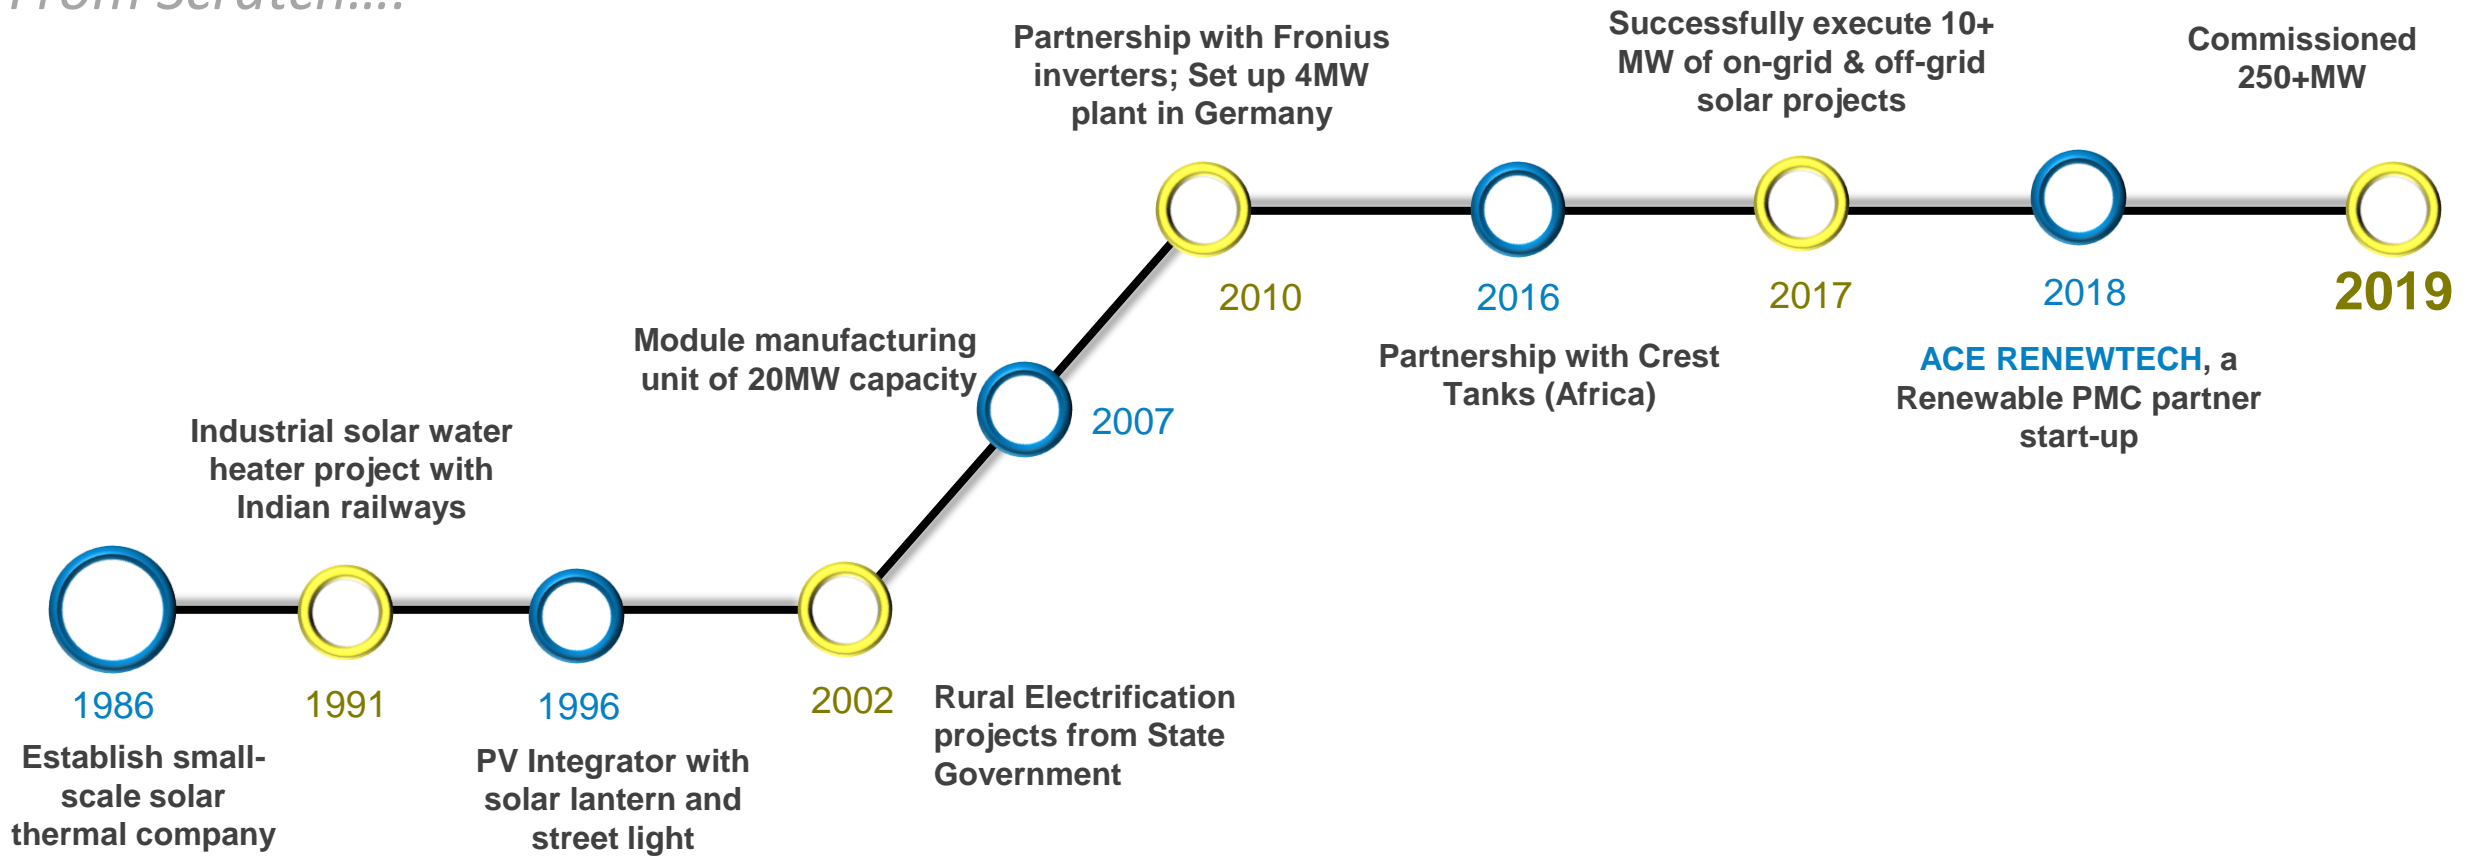 From Scratch....
Partnership with Fronius
inverters; Set up 4MW
plant in Germany
Successfully execute 10+
MW of on-grid & off-grid
solar projects
Commissioned
250+MW
2010
2016
2017
2018
2019
Partnership with Crest
Tanks (Africa)
ACE RENEWTECH, a
Renewable PMC partner
start-up
Module manufacturing
unit of 20MW capacity
2007
Industrial solar water
heater project with
Indian railways
1986
1991
1996
2002
Establish small-
scale solar
thermal company
PV Integrator with
solar lantern and
street light
Rural Electrification
projects from State
Government